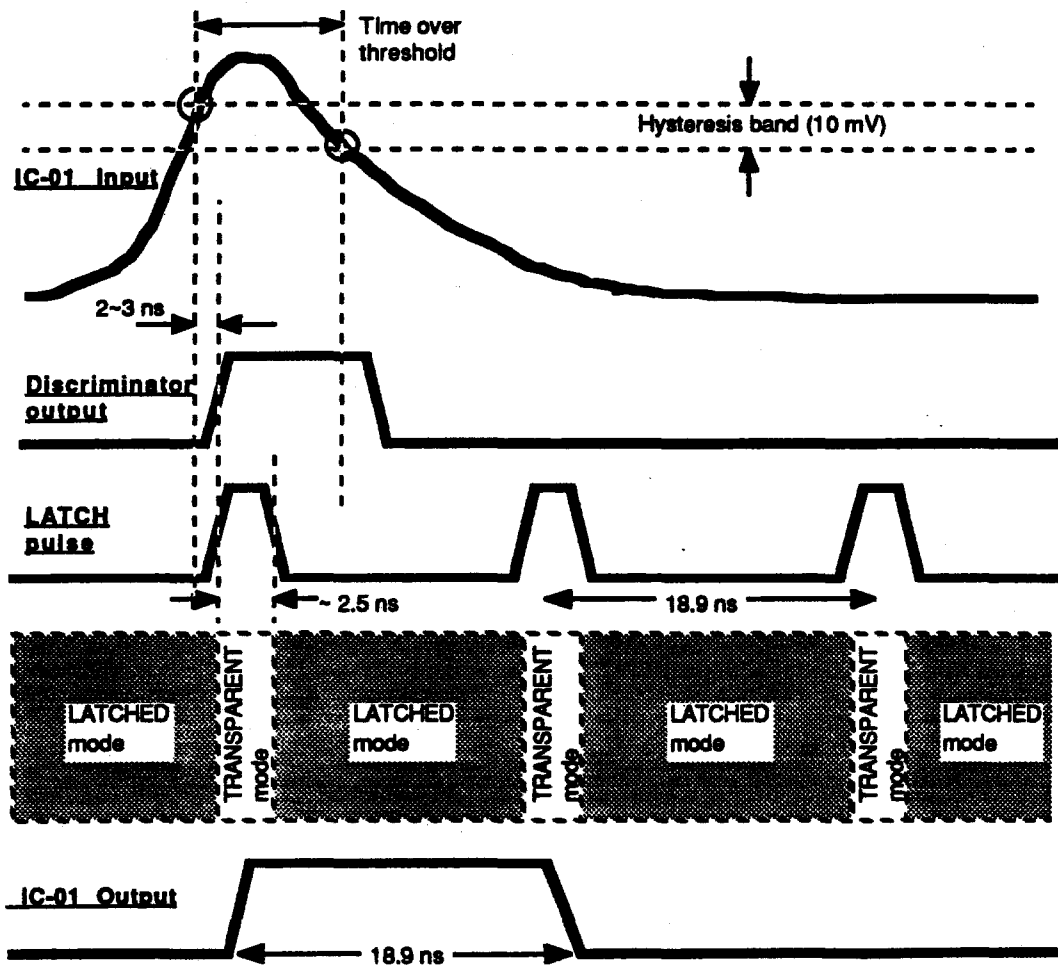 Time over
threshold
Hysteresis band (10 mV)
IC-01 Input
2~3 ns
Discriminator
output
LATCH
pulse
~ 2.5 ns
18.9 ns
LATCHED
mode
TRANSPARENT
mode
LATCHED
mode
TRANSPARENT
mode
LATCHED
mode
TRANSPARENT
mode
LATCHED
mode
IC-01 Output
18.9 ns